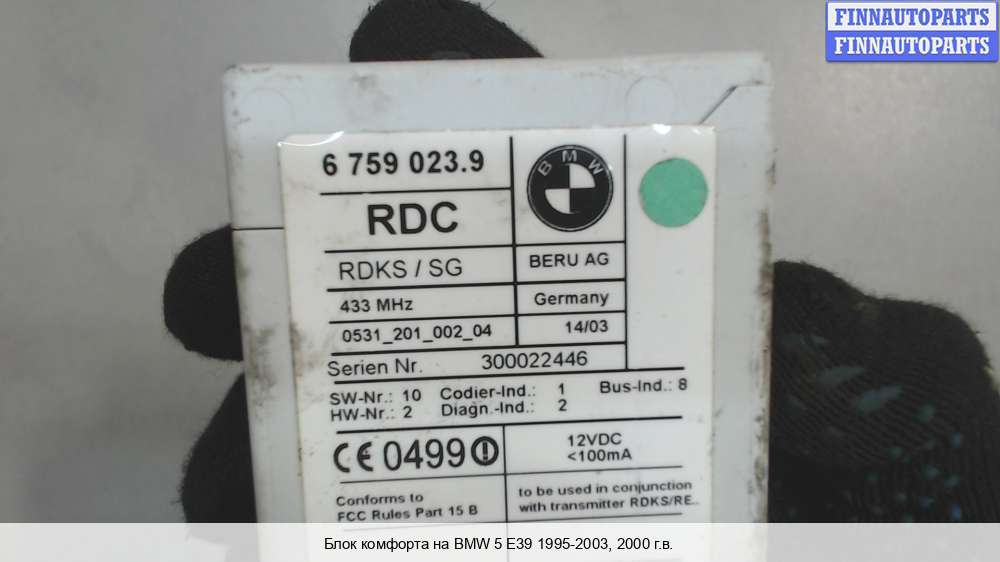 FINNAUTOPARTS
FINNAUTOPARTS
6 759 023.9
BMW
RDC
RDKS / SG
BERU AG
433 MHz
Germany
0531_201_002_04
14/03
Serien Nr. 300022446
SW-Nr.: 10 Codier-Ind.: 1 Bus-Ind.: 8
HW-Nr.: 2 Diagn.-Ind.: 2
CE 0499
12VDC
<100mA
Conforms to
FCC Rules Part 15 B
to be used in conjunction
with transmitter RDKS/RE..
Блок комфорта на BMW 5 E39 1995-2003, 2000 г.в.